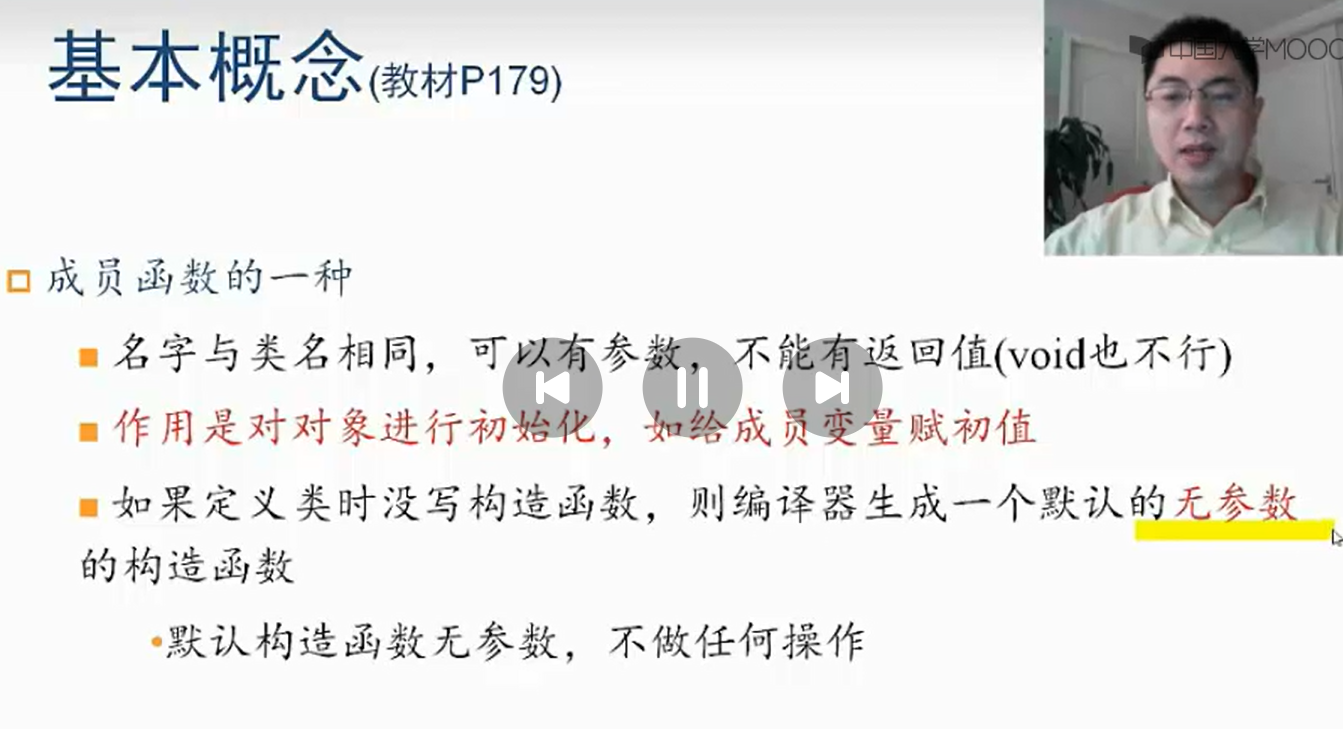 基本概念(教材P179)
中国大学MOOC
成员函数的一种
名字与类名相同，可以有参数，不能有返回值(void也不行)
作用是对对象进行初始化，如给成员变量赋初值
如果定义类时没写构造函数，则编译器生成一个默认的无参数
的构造函数
•默认构造函数无参数，不做任何操作